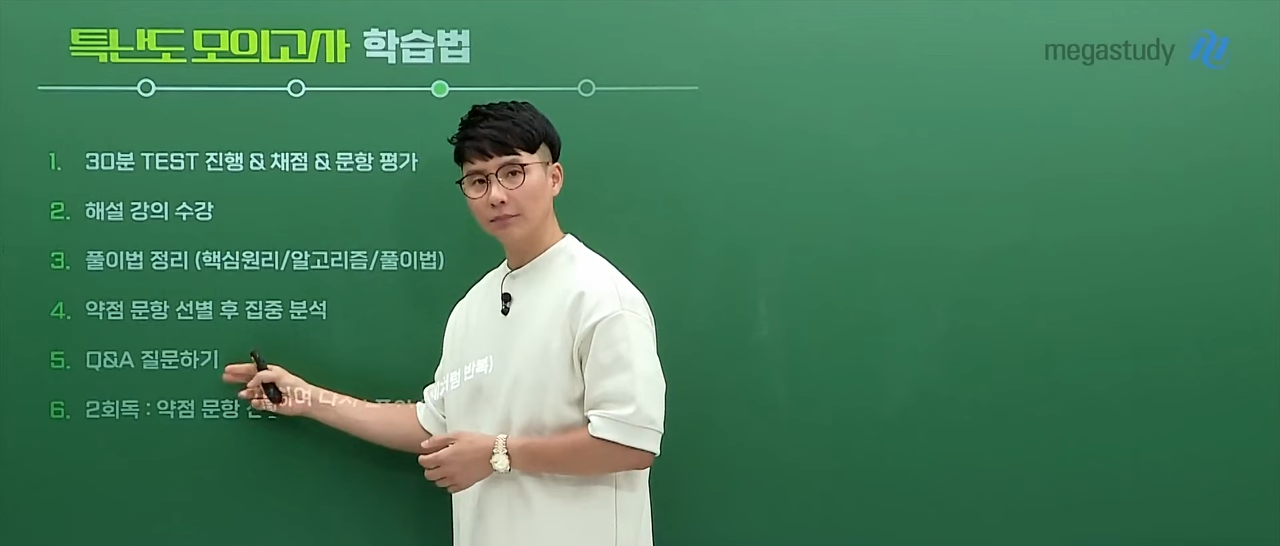 특난도 모의고사 학습법
megastudy
1. 30분 TEST 진행 & 채점 & 문항 평가
2. 해설 강의 수강
3. 풀이법 정리 (핵심원리/알고리즘/풀이법)
4. 약점 문항 선별 후 집중 분석
5. Q&A 질문하기
6. 2회독 : 약점 문항 반복)